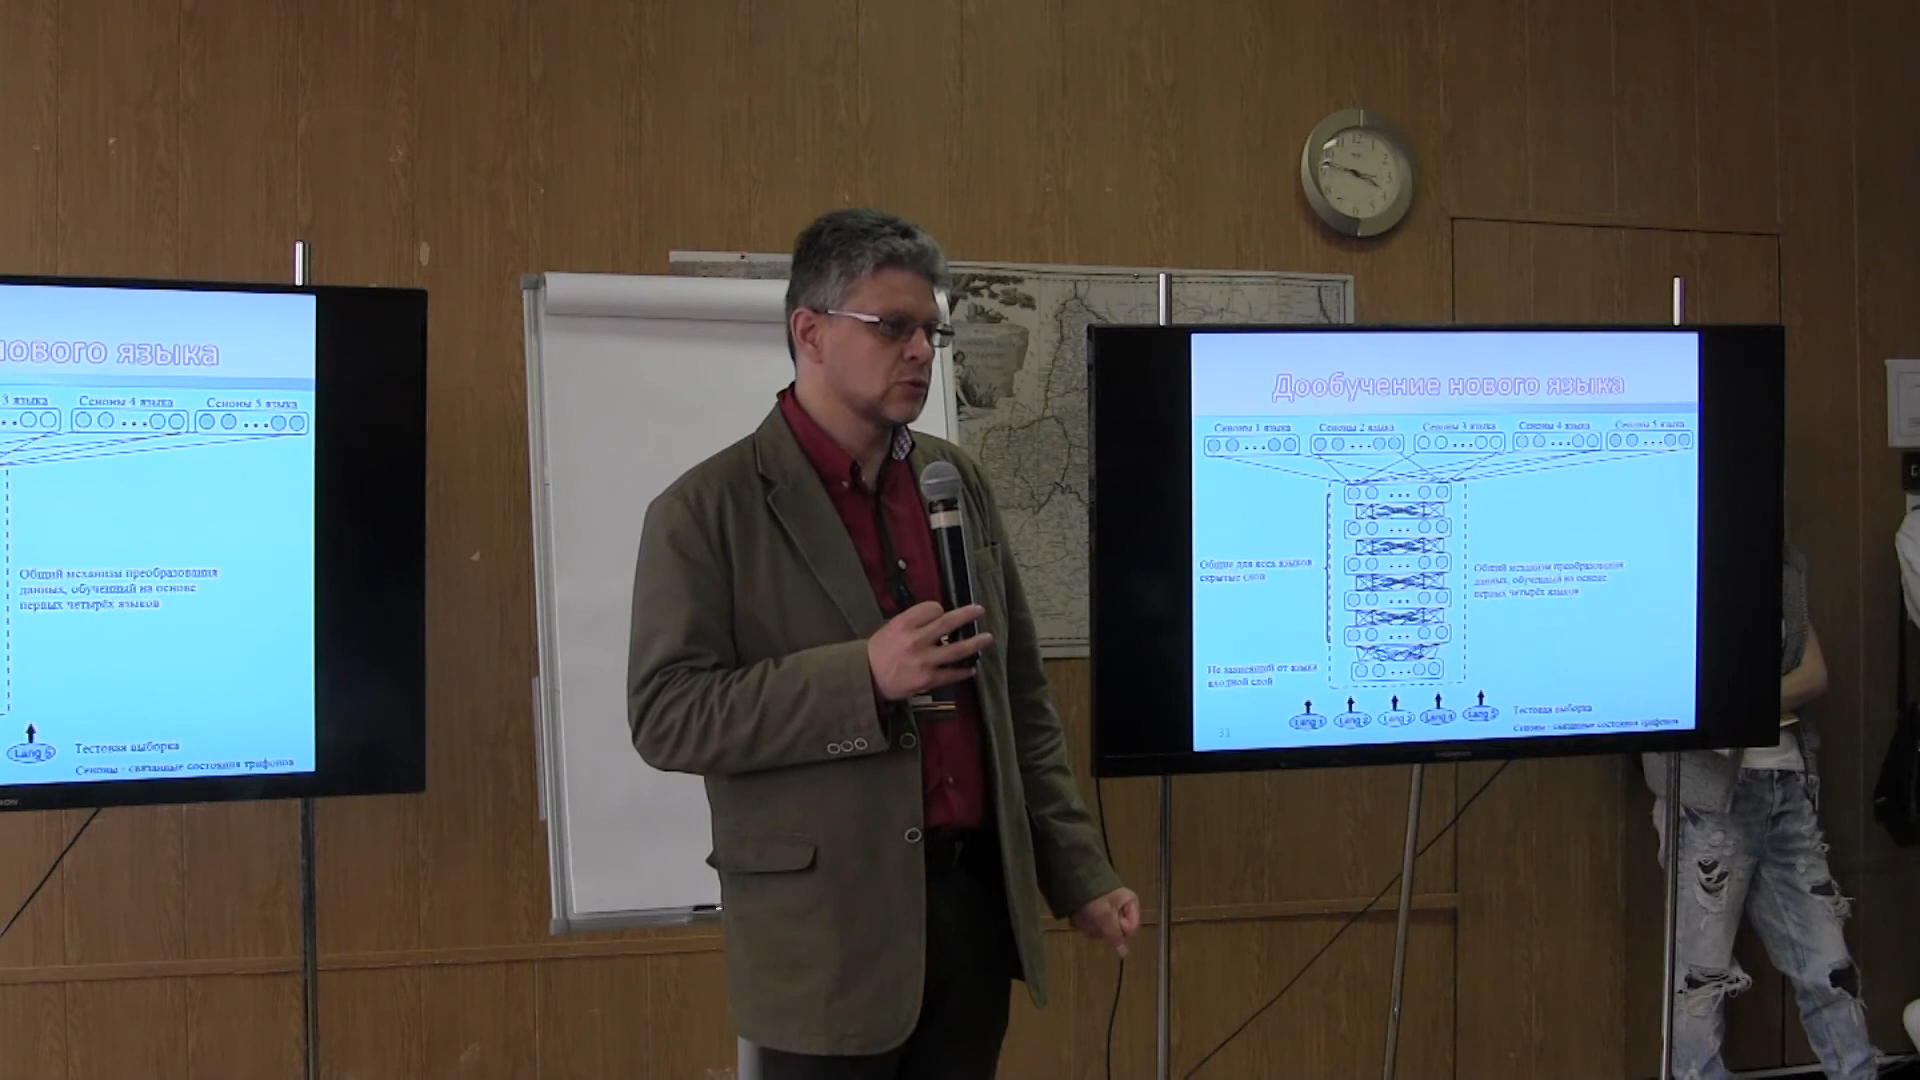 нового языка
3 языка Сеноны 4 языка Сеноны 5 языка
Общий механизм преобразования
данных, обученный на основе
первых четырёх языков
Lang 5
Тестовая выборка
Сеноны - связанные состояния трифонов
Дообучение нового языка
Сеноны 1 языка Сеноны 2 языка Сеноны 3 языка Сеноны 4 языка Сеноны 5 языка
Общие для всех языков
скрытые слои
Общий механизм преобразования
данных, обученный на основе
первых четырёх языков
Не зависящий от языка
входной слой
Lang 1 Lang 2 Lang 3 Lang 4 Lang 5
Тестовая выборка
Сеноны - связанные состояния трифонов
31